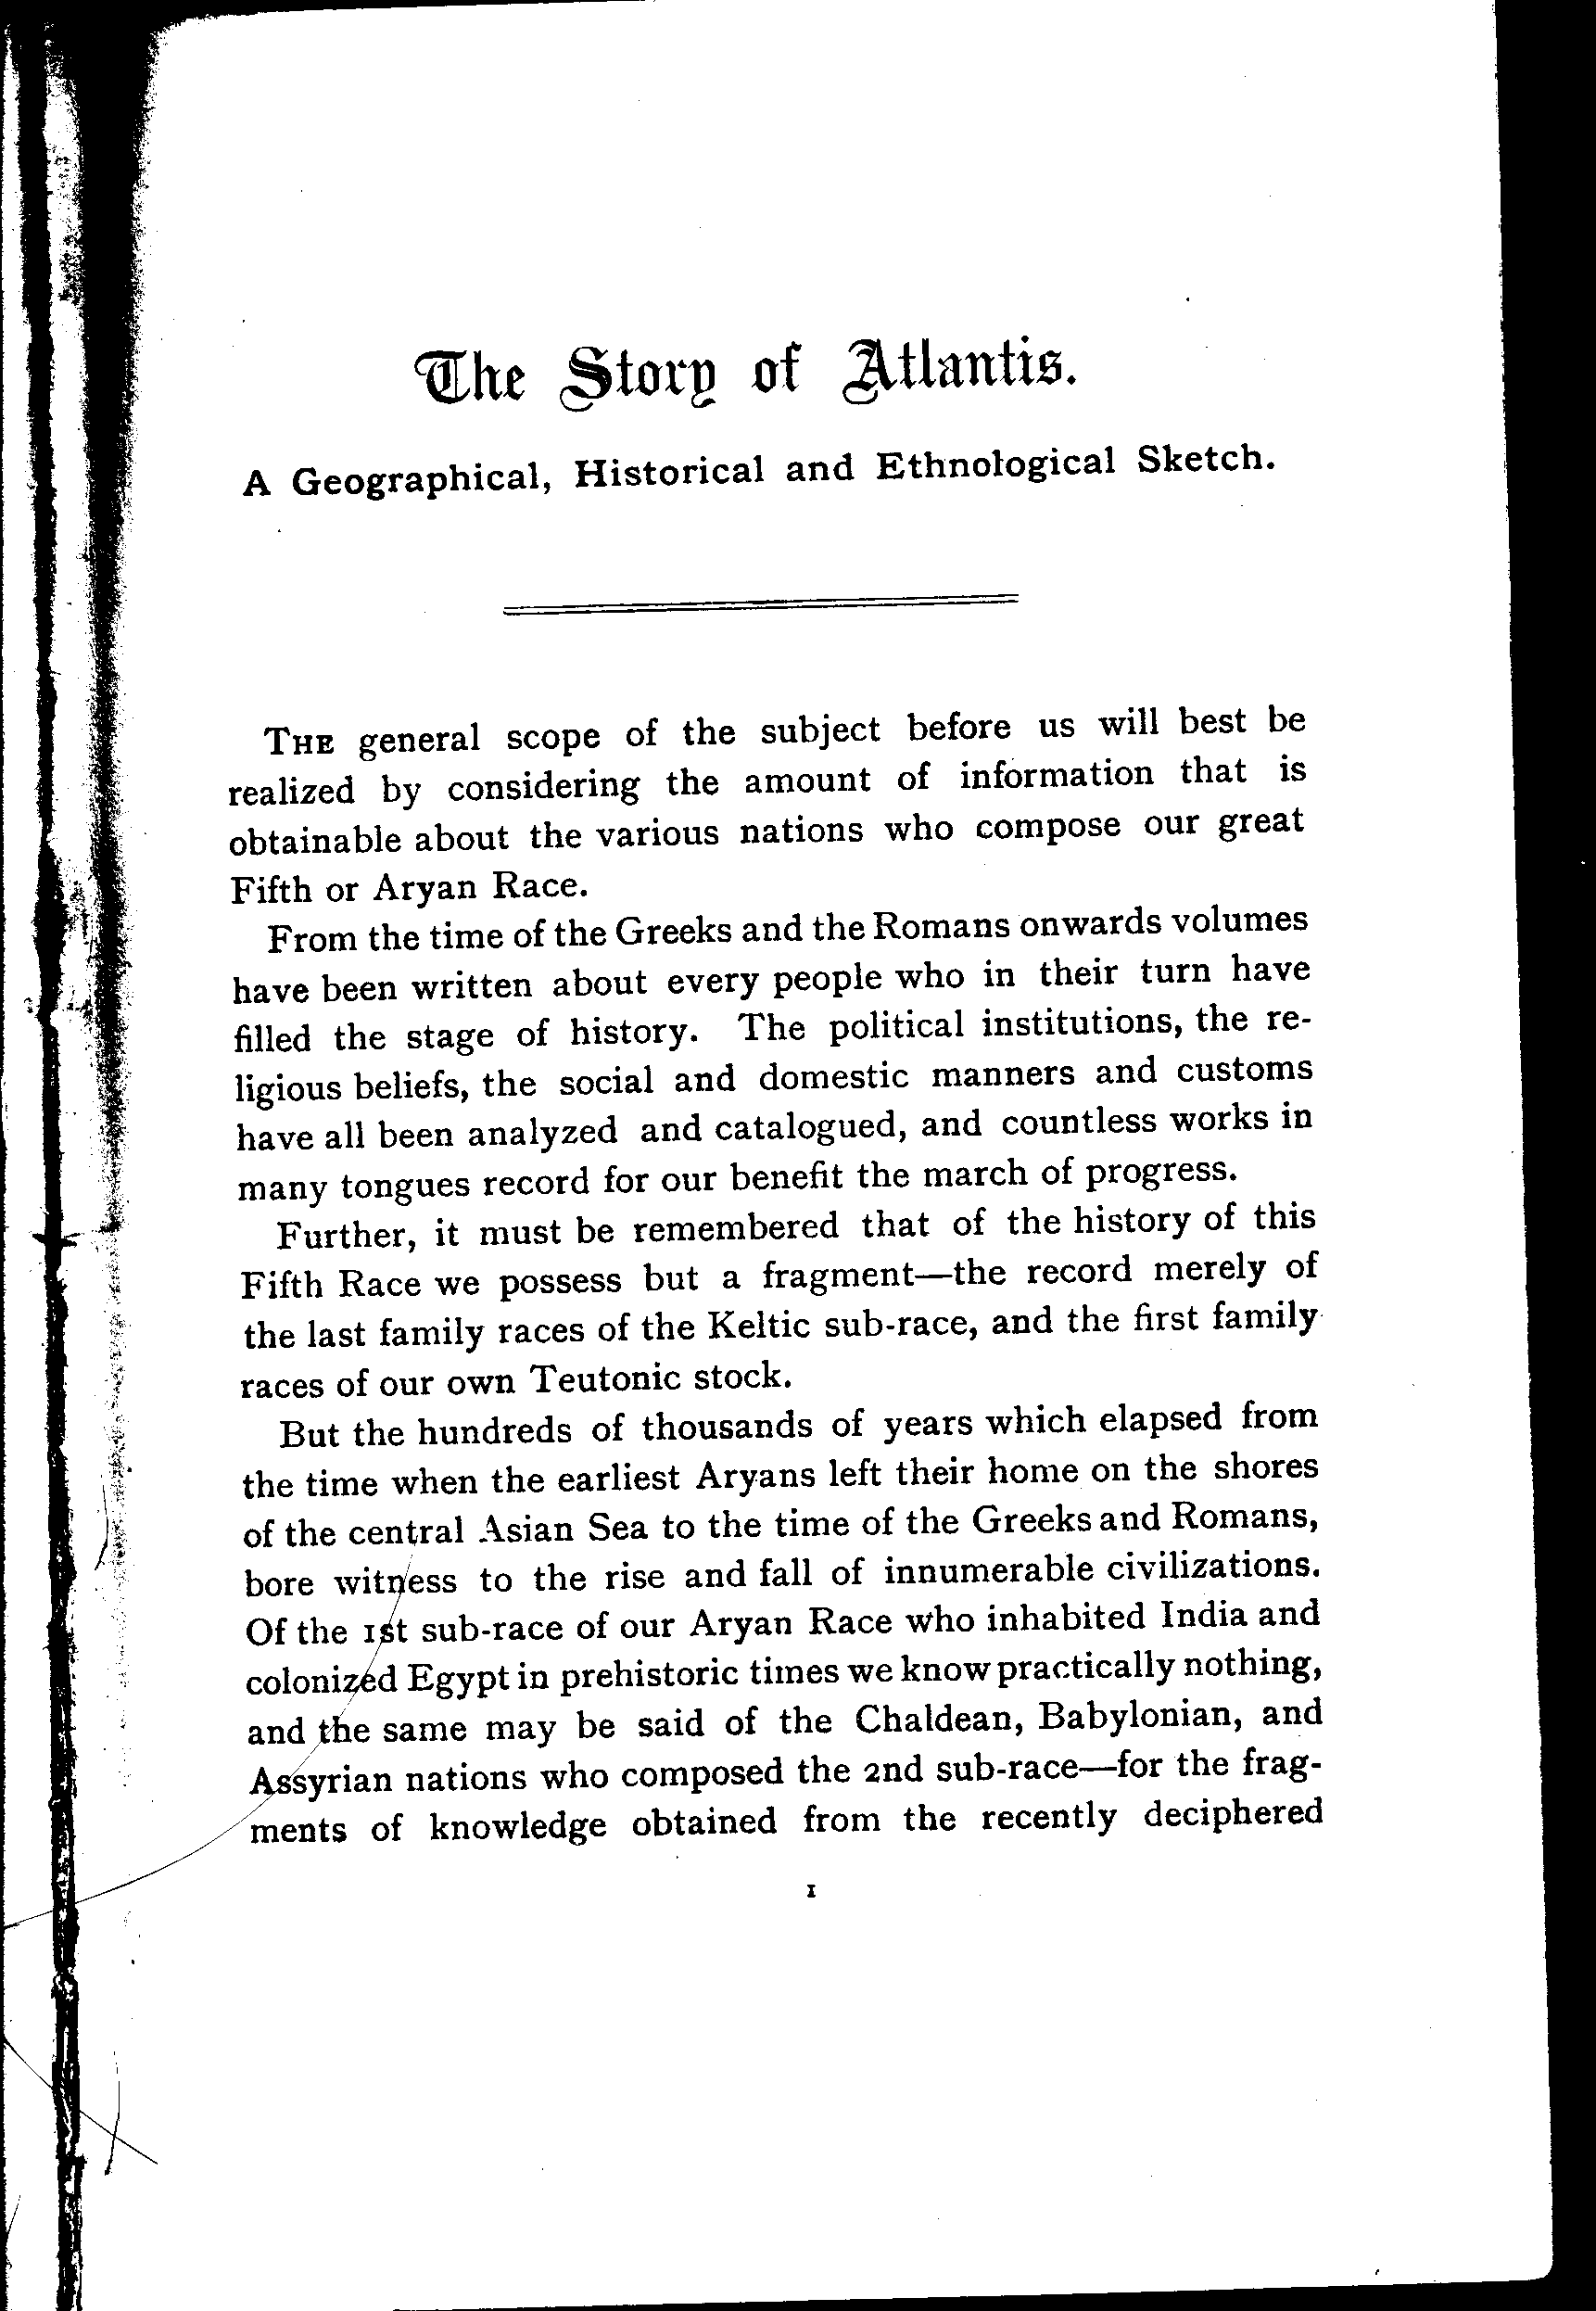 The Story of Atlantis.
A Geographical, Historical and Ethnological Sketch.
THE general scope of the subject before us will best be
realized by considering the amount of information that is
obtainable about the various nations who compose our great
Fifth or Aryan Race.
From the time of the Greeks and the Romans onwards volumes
have been written about every people who in their turn have
filled the stage of history. The political institutions, the re-
ligious beliefs, the social and domestic manners and customs
have all been analyzed and catalogued, and countless works in
many tongues record for our benefit the march of progress.
Further, it must be remembered that of the history of this
Fifth Race we possess but a fragment—the record merely of
the last family races of the Keltic sub-race, and the first family
races of our own Teutonic stock.
But the hundreds of thousands of years which elapsed from
the time when the earliest Aryans left their home on the shores
of the central Asian Sea to the time of the Greeks and Romans,
bore witness to the rise and fall of innumerable civilizations.
Of the 1st sub-race of our Aryan Race who inhabited India and
colonized Egypt in prehistoric times we know practically nothing,
and the same may be said of the Chaldean, Babylonian, and
Assyrian nations who composed the 2nd sub-race—for the frag-
ments of knowledge obtained from the recently deciphered
1